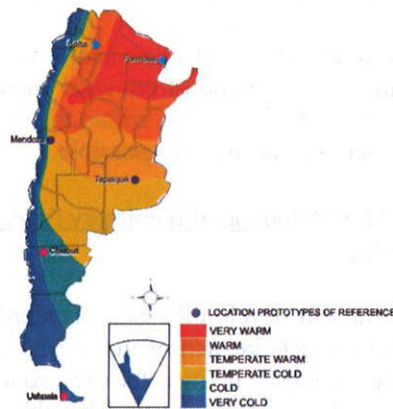 Salta
Formosa
Mendoza
Tapalqué
Chubut
Ushuaia
LOCATION PROTOTYPES OF REFERENCE
VERY WARM
WARM
TEMPERATE WARM
TEMPERATE COLD
COLD
VERY COLD